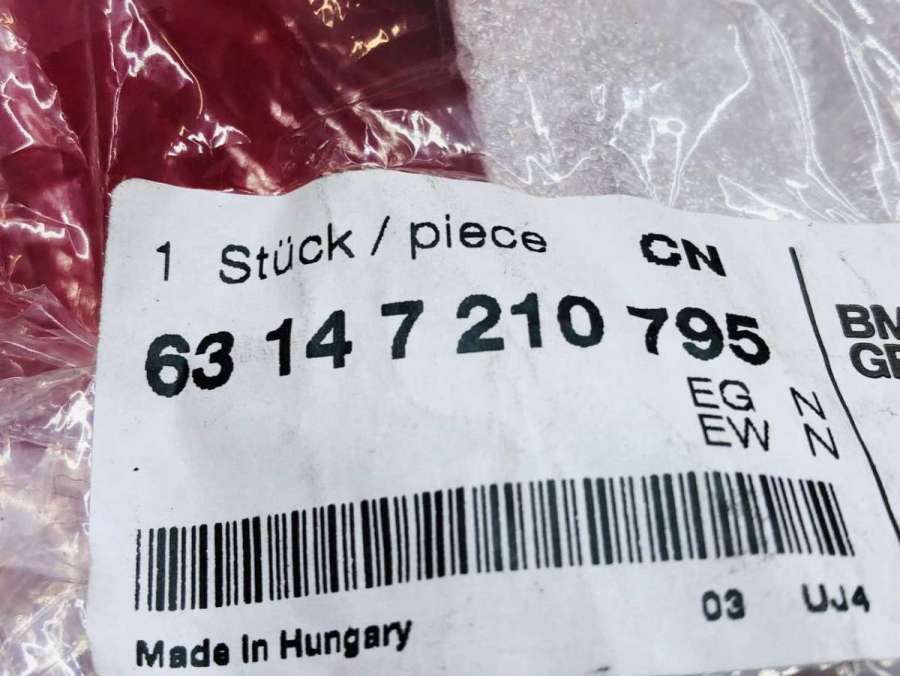 1 Stück / piece CN
63 14 7 210 795
EG N
EW N
Made In Hungary
03 UJ4